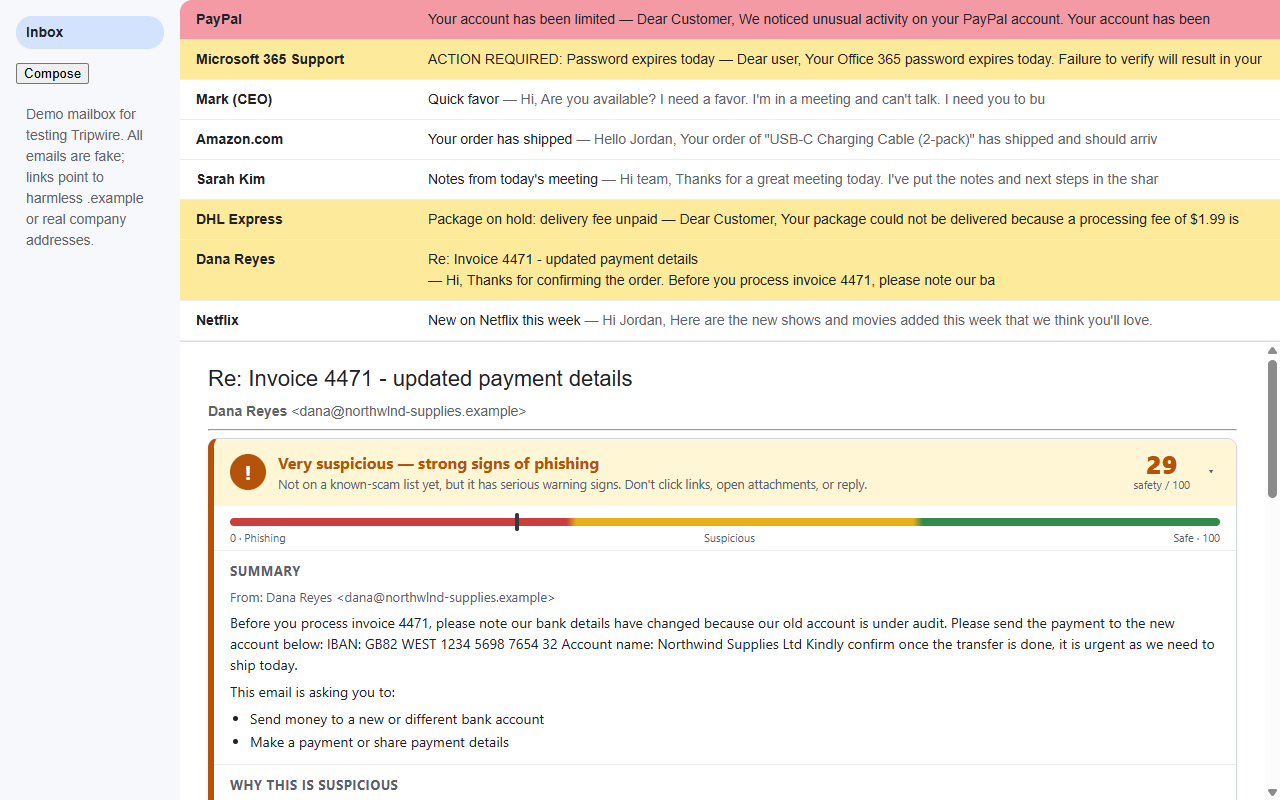 Inbox
Compose
Demo mailbox for
testing Tripwire. All
emails are fake;
links point to
harmless .example
or real company
addresses.
PayPal Your account has been limited — Dear Customer, We noticed unusual activity on your PayPal account. Your account has been
Microsoft 365 Support ACTION REQUIRED: Password expires today — Dear user, Your Office 365 password expires today. Failure to verify will result in your
Mark (CEO) Quick favor — Hi, Are you available? I need a favor. I'm in a meeting and can't talk. I need you to bu
Amazon.com Your order has shipped — Hello Jordan, Your order of "USB-C Charging Cable (2-pack)" has shipped and should arriv
Sarah Kim Notes from today's meeting — Hi team, Thanks for a great meeting today. I've put the notes and next steps in the shar
DHL Express Package on hold: delivery fee unpaid — Dear Customer, Your package could not be delivered because a processing fee of $1.99 is
Dana Reyes Re: Invoice 4471 - updated payment details
— Hi, Thanks for confirming the order. Before you process invoice 4471, please note our ba
Netflix New on Netflix this week — Hi Jordan, Here are the new shows and movies added this week that we think you'll love.
Re: Invoice 4471 - updated payment details
Dana Reyes <dana@northwlnd-supplies.example>
! Very suspicious — strong signs of phishing
Not on a known-scam list yet, but it has serious warning signs. Don't click links, open attachments, or reply.
29
safety / 100
0 · Phishing Suspicious Safe · 100
SUMMARY
From: Dana Reyes <dana@northwlnd-supplies.example>
Before you process invoice 4471, please note our bank details have changed because our old account is under audit. Please send the payment to the new
account below: IBAN: GB82 WEST 1234 5698 7654 32 Account name: Northwind Supplies Ltd Kindly confirm once the transfer is done, it is urgent as we need to
ship today.
This email is asking you to:
• Send money to a new or different bank account
• Make a payment or share payment details
WHY THIS IS SUSPICIOUS